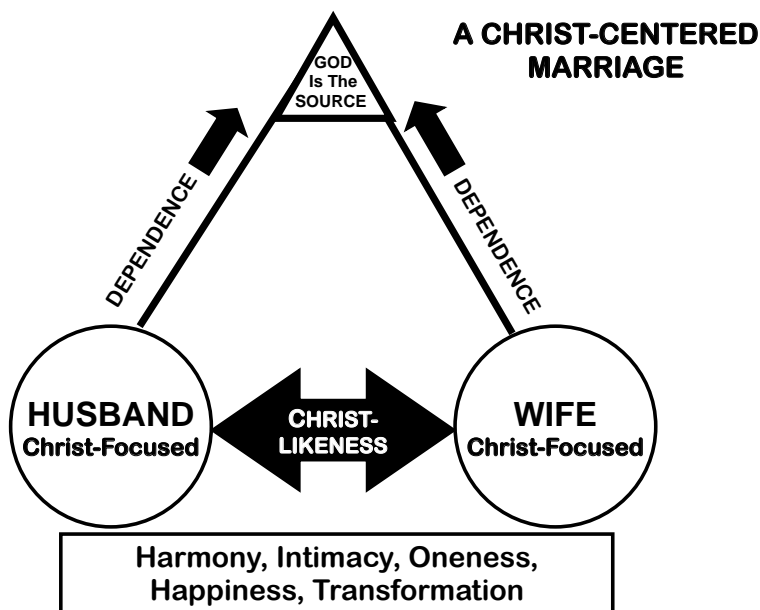 A CHRIST-CENTERED
MARRIAGE
GOD
Is The
SOURCE
DEPENDENCE
DEPENDENCE
HUSBAND
Christ-Focused
CHRIST-
LIKENESS
WIFE
Christ-Focused
Harmony, Intimacy, Oneness,
Happiness, Transformation